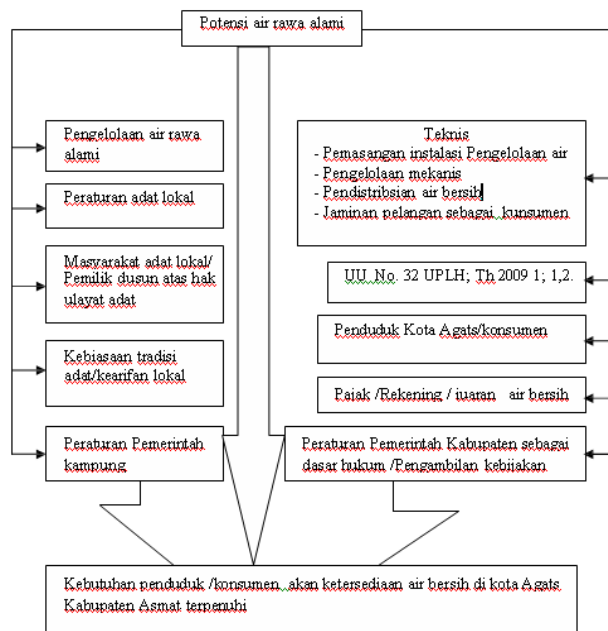 Potensi air rawa alami
Pengelolaan air rawa
alami
Peraturan adat lokal
Masyarakat adat lokal/
Pemilik dusun atas hak
ulayat adat
Kebiasaan tradisi
adat/kearifan lokal
Peraturan Pemerintah
kampung
Teknis
- Pemasangan instalasi Pengelolaan air
- Pengelolaan mekanis
- Pendistribsian air bersih
- Jaminan pelangan sebagai kunsumen
UU No. 32 UPLH; Th 2009 1; 1,2.
Penduduk Kota Agats/konsumen
Pajak /Rekening / iuaran air bersih
Peraturan Pemerintah Kabupaten sebagai
dasar hukum /Pengambilan kebijakan
Kebutuhan penduduk /konsumen akan ketersediaan air bersih di kota Agats
Kabupaten Asmat terpenuhi